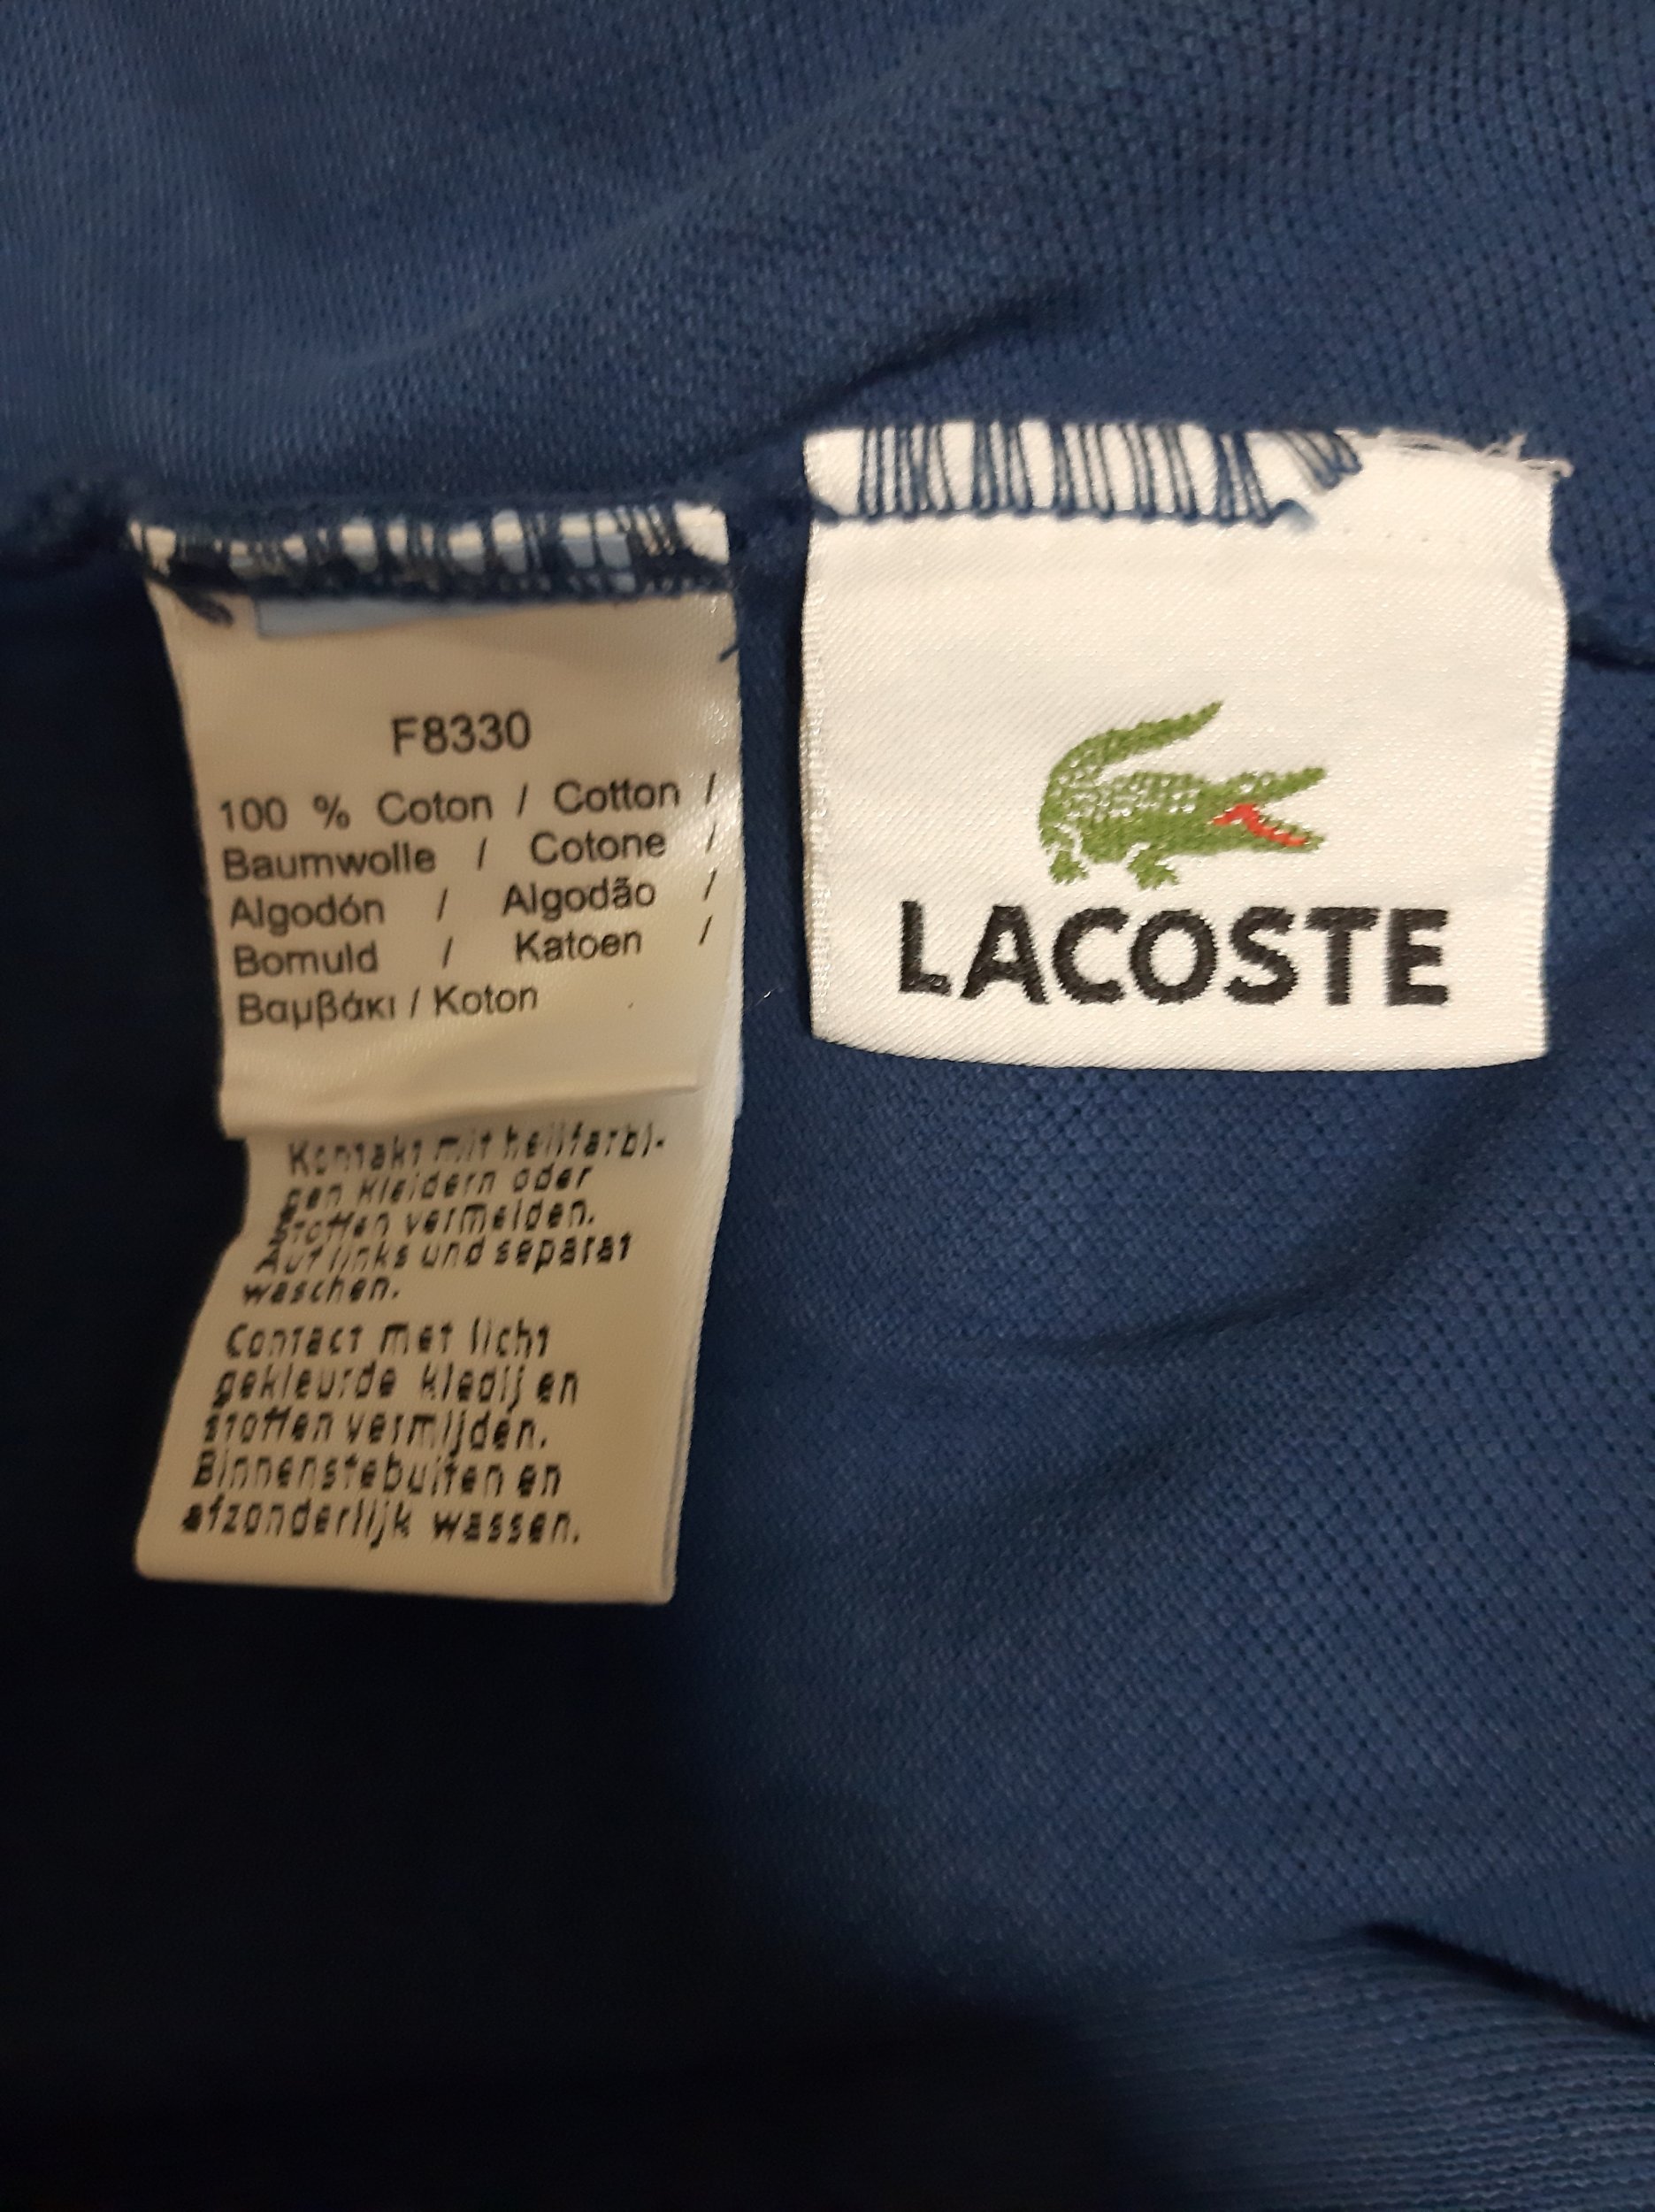 F8330
100 % Coton / Cotton /
Baumwolle / Cotone /
Algodón / Algodão /
Bomuld / Katoen /
Βαμβάκι / Koton
Kontakt mit hellfarbi-
gen Kleidern oder
Stoffen vermeiden.
Auf links und separat
waschen.
Contact met licht
gekleurde kledij en
stoffen vermijden.
Binnenstebuiten en
afzonderlijk wassen.
LACOSTE